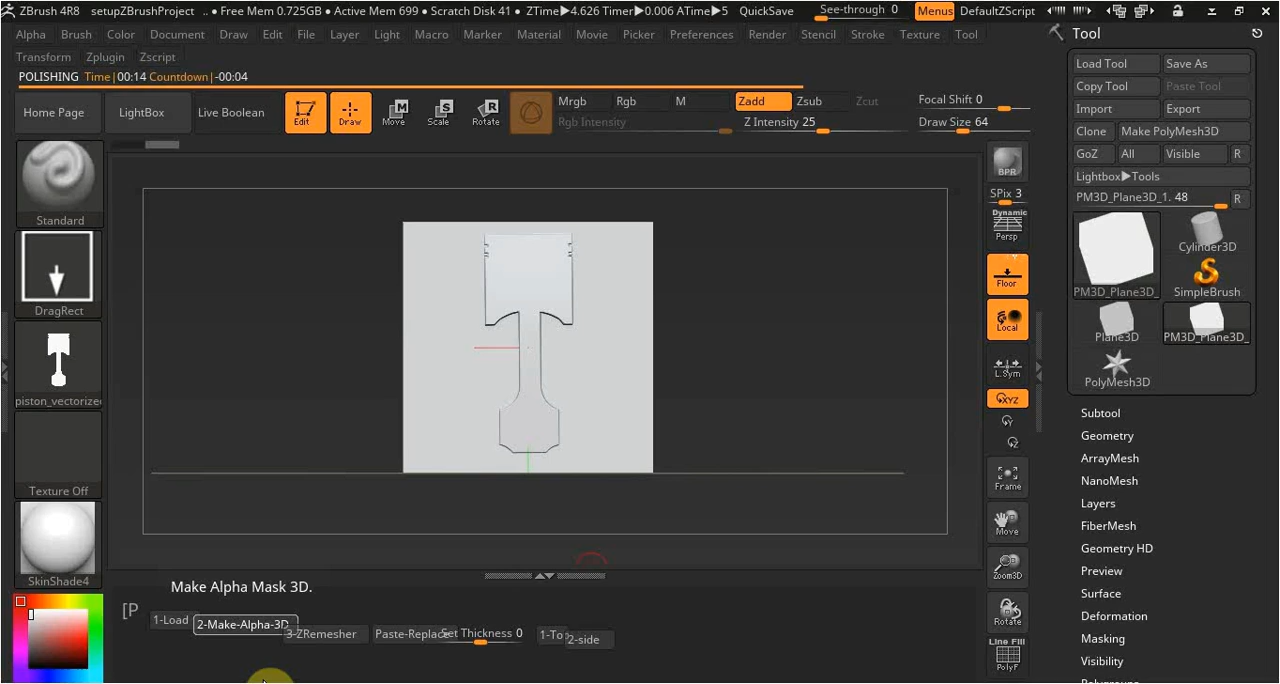 ZBrush 4R8 setupZBrushProject .. ● Free Mem 0.725GB ● Active Mem 699 ● Scratch Disk 41 ● ZTime▶4.626 Timer▶0.006 ATime▶5 QuickSave See-through 0 Menus DefaultZScript
Alpha Brush Color Document Draw Edit File Layer Light Macro Marker Material Movie Picker Preferences Render Stencil Stroke Texture Tool
Transform Zplugin Zscript
POLISHING Time|00:14 Countdown|-00:04
Home Page LightBox Live Boolean Edit Draw Move Scale Rotate
M S R
Mrgb Rgb M Zadd Zsub Zcut Focal Shift 0
Rgb Intensity Z Intensity 25 Draw Size 64
Standard
DragRect
piston_vectorize
Texture Off
SkinShade4
BPR
SPix 3
Dynamic
Persp
Floor
Local
L.Sym
XYZ
Y
Z
Frame
Move
Zoom3D
Rotate
Line Fill
PolyF
Tool
Load Tool Save As
Copy Tool Paste Tool
Import Export
Clone Make PolyMesh3D
GoZ All Visible R
Lightbox▶Tools
PM3D_Plane3D_1. 48 R
Cylinder3D
PM3D_Plane3D_ SimpleBrush
Plane3D PM3D_Plane3D_
PolyMesh3D
Subtool
Geometry
ArrayMesh
NanoMesh
Layers
FiberMesh
Geometry HD
Preview
Surface
Deformation
Masking
Visibility
Polygroups
Make Alpha Mask 3D.
[P
1-Load 2-Make-Alpha-3D 3-ZRemesher Paste-Replace Set Thickness 0 1-To 2-side